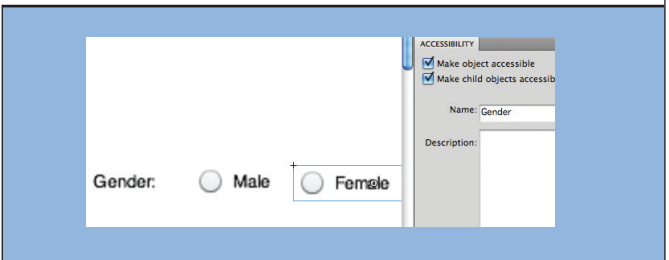 ACCESSIBILITY
Make object accessible
Make child objects accessib
Name: Gender
Description:
Gender: Male Female